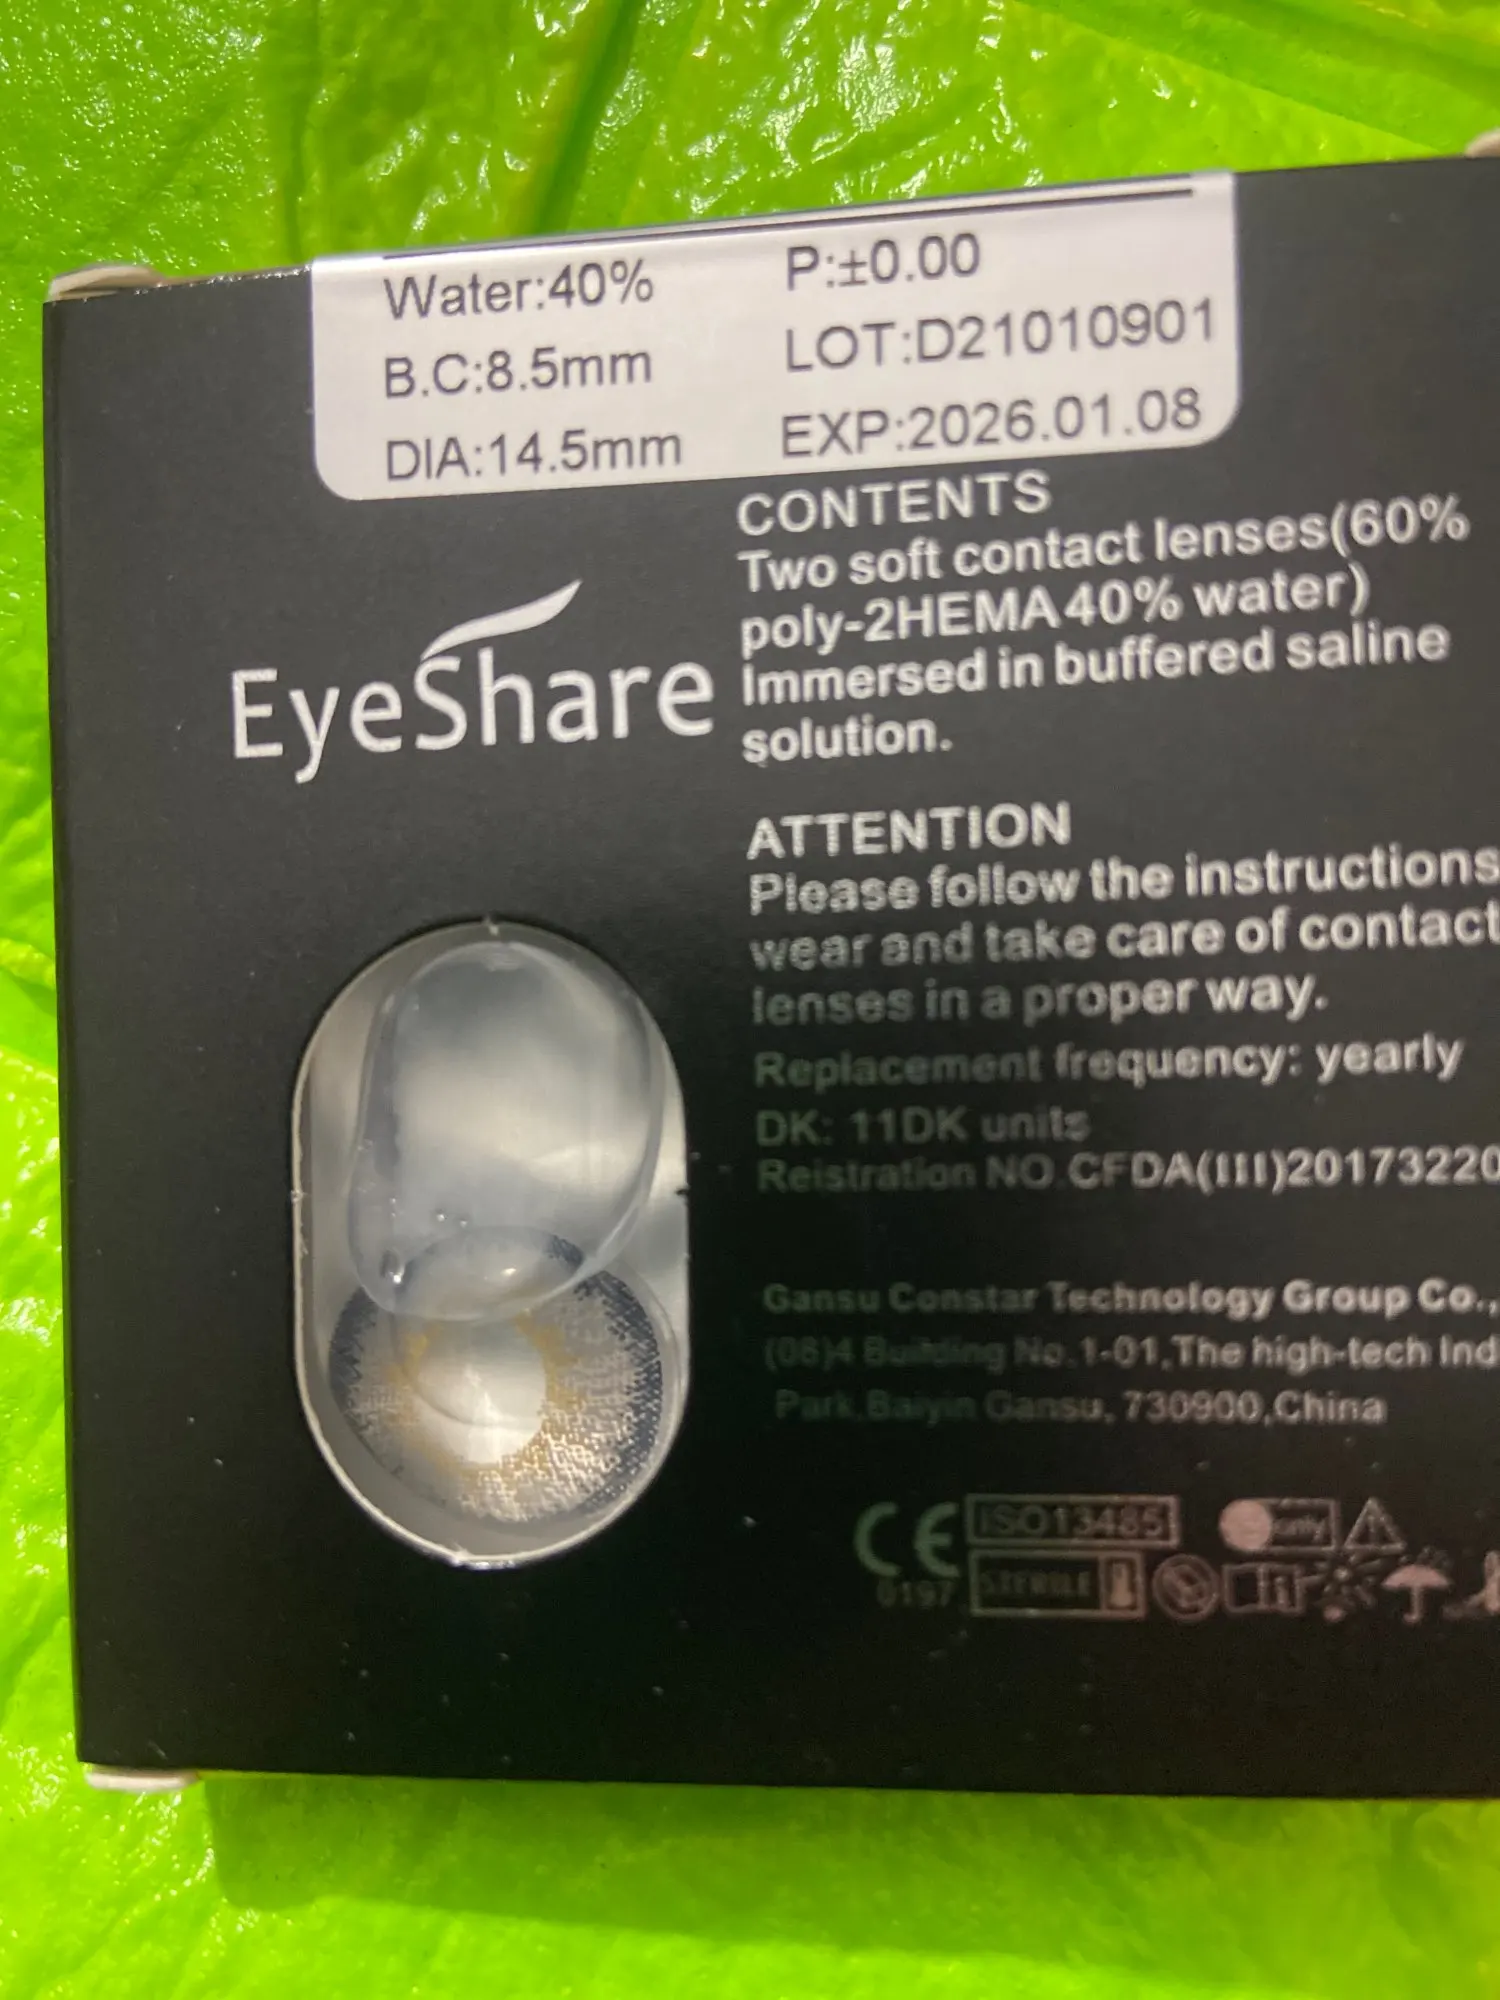 Water:40%
B.C:8.5mm
DIA:14.5mm
P:±0.00
LOT:D21010901
EXP:2026.01.08
EyeShare
CONTENTS
Two soft contact lenses(60%
poly-2HEMA40% water)
Immersed in buffered saline
solution.
ATTENTION
Please follow the instructions
wear and take care of contact
lenses in a proper way.
Replacement frequency: yearly
DK: 11DK units
Reistration NO.CFDA(III)20173220
Gansu Constar Technology Group Co.,
(06)4 Building No.1-01,The high-tech Ind
Park,Baiyin Gansu, 730900,China
CE
0197
ISO13485
STERILE
only